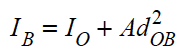 I_B = I_O + Ad_{OB}^2